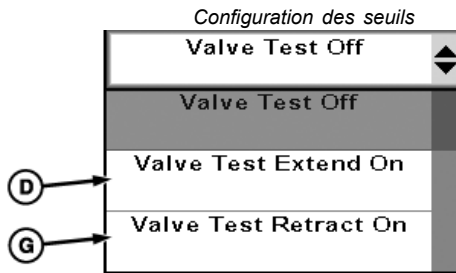 Configuration des seuils
Valve Test Off
Valve Test Off
D
Valve Test Extend On
G
Valve Test Retract On